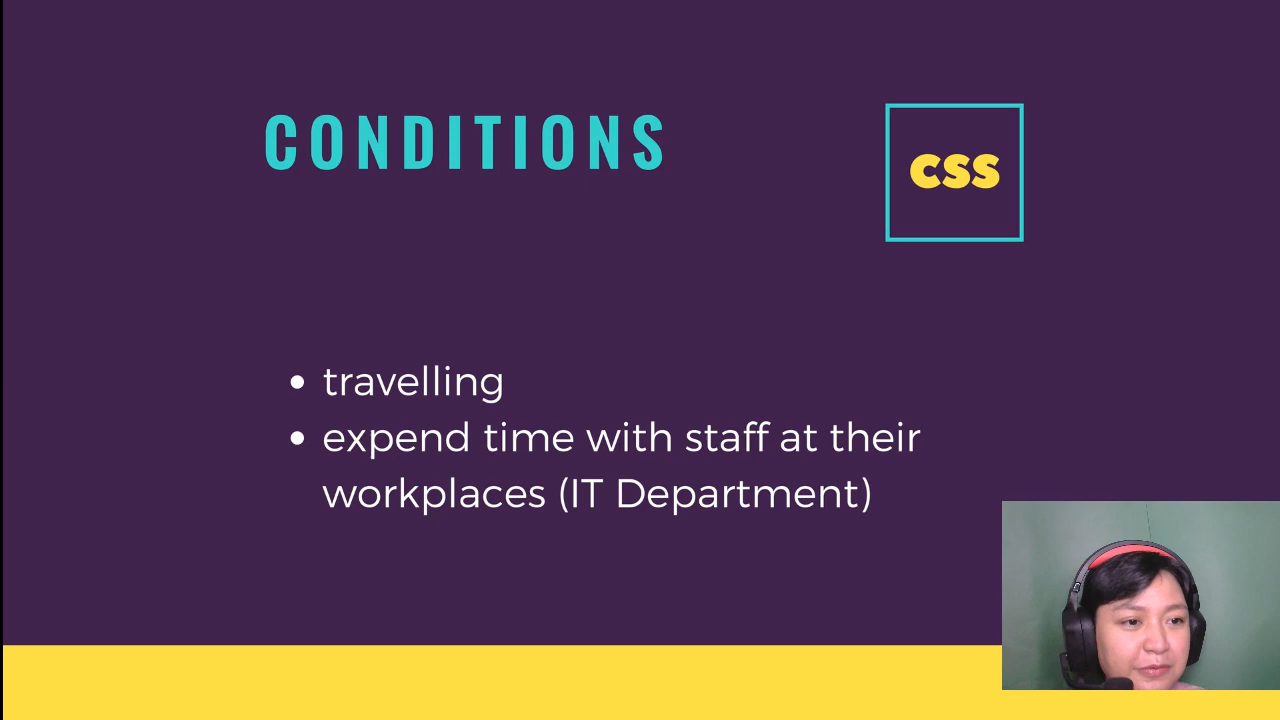 CONDITIONS
CSS
• travelling
• expend time with staff at their
workplaces (IT Department)